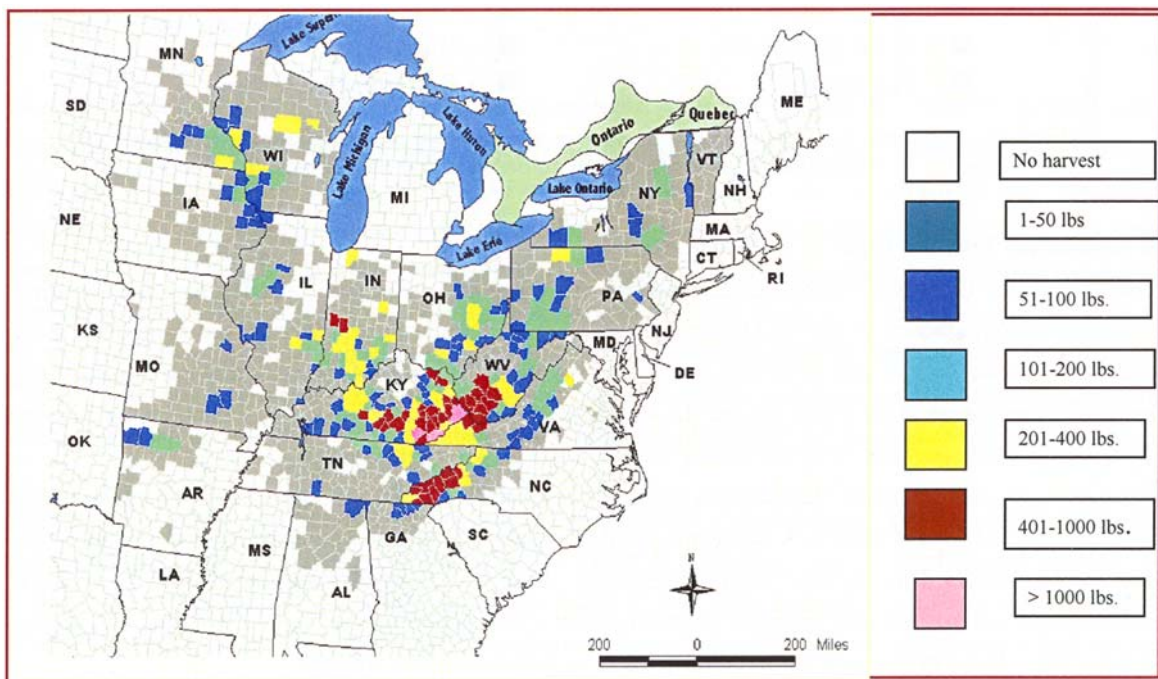 Lake Superi
MN
ME
SD
Quebec
Ontario
Lake Huron
VT
WI
Lake Michigan
Lake Ontario
NY
NH
MI
IA
MA
NE
Lake Erie
CT
RI
IL
IN
OH
PA
NJ
KS
MD
MO
WV
DE
KY
VA
OK
TN
NC
AR
SC
MS
GA
LA
AL
N
200 0 200 Miles
No harvest
1-50 lbs
51-100 lbs.
101-200 lbs.
201-400 lbs.
401-1000 lbs.
> 1000 lbs.